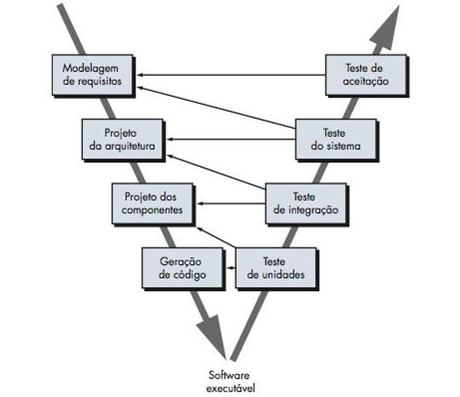 Modelagem
de requisitos
Teste de
aceitação
Projeto
da arquitetura
Teste
do sistema
Projeto dos
componentes
Teste
de integração
Geração
de código
Teste
de unidades
Software
executável